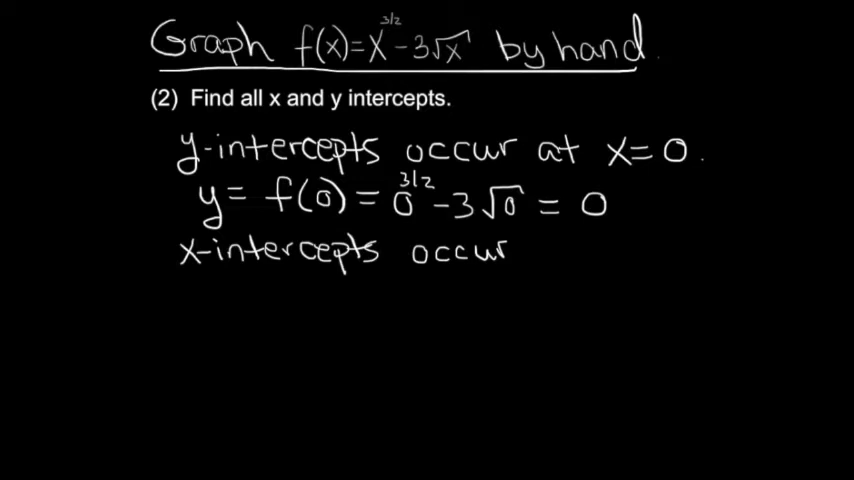 Graph f(x)=x^3/2 -3√x by hand.
(2) Find all x and y intercepts.
y-intercepts occur at x=0.
y= f(0)= 0^3/2 -3√0 = 0
x-intercepts occur